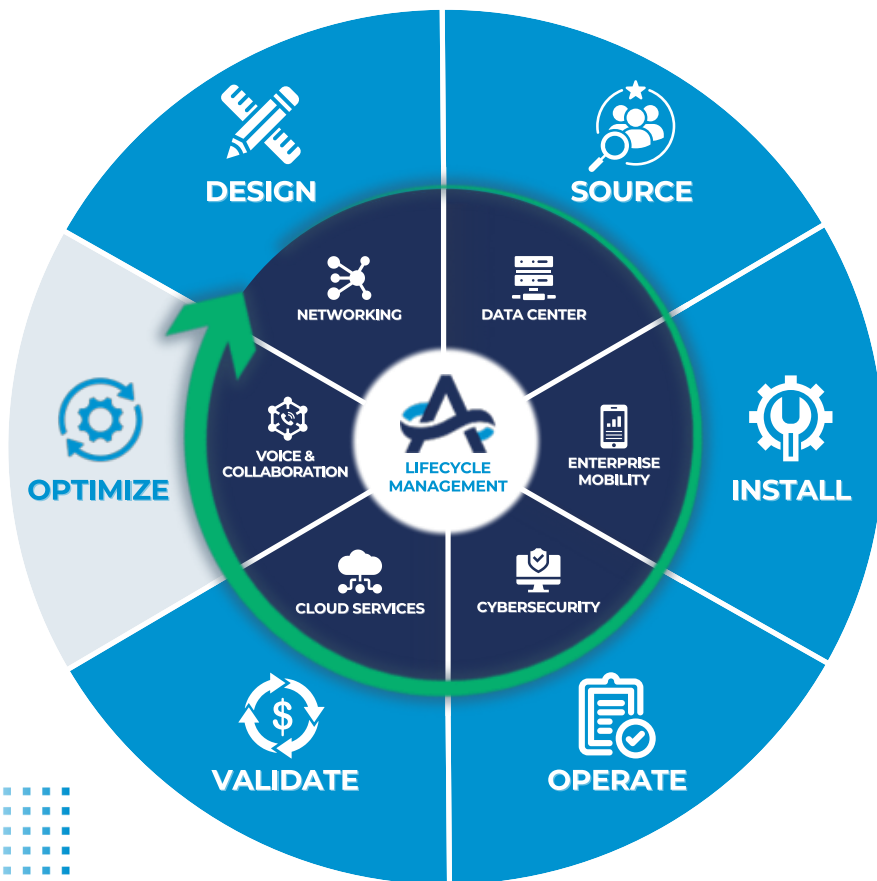 DESIGN
SOURCE
NETWORKING
DATA CENTER
VOICE &
COLLABORATION
LIFECYCLE
MANAGEMENT
ENTERPRISE
MOBILITY
OPTIMIZE
INSTALL
CLOUD SERVICES
CYBERSECURITY
$
VALIDATE
OPERATE